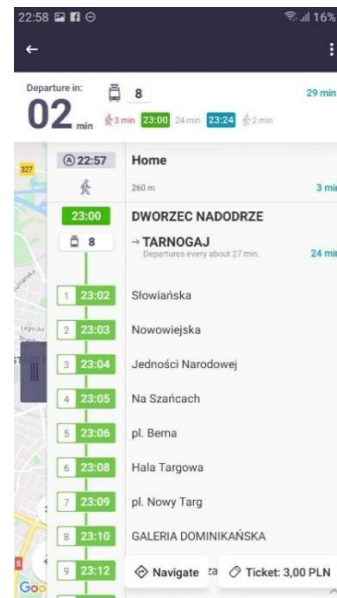 22:58 16%
Departure in: 8 29 min
02 min 3 min 23:00 24 min 23:24 2 min
327
A 22:57 Home
260 m 3 min
23:00 DWORZEC NADODRZE
8 → TARNOGAJ
Departures every about 27 min. 24 min
1 23:02 Słowiańska
2 23:03 Nowowiejska
3 23:04 Jedności Narodowej
4 23:05 Na Szańcach
5 23:06 pl. Bema
6 23:08 Hala Targowa
7 23:09 pl. Nowy Targ
8 23:10 GALERIA DOMINIKAŃSKA
9 23:12
Navigate Ticket: 3,00 PLN
Goo